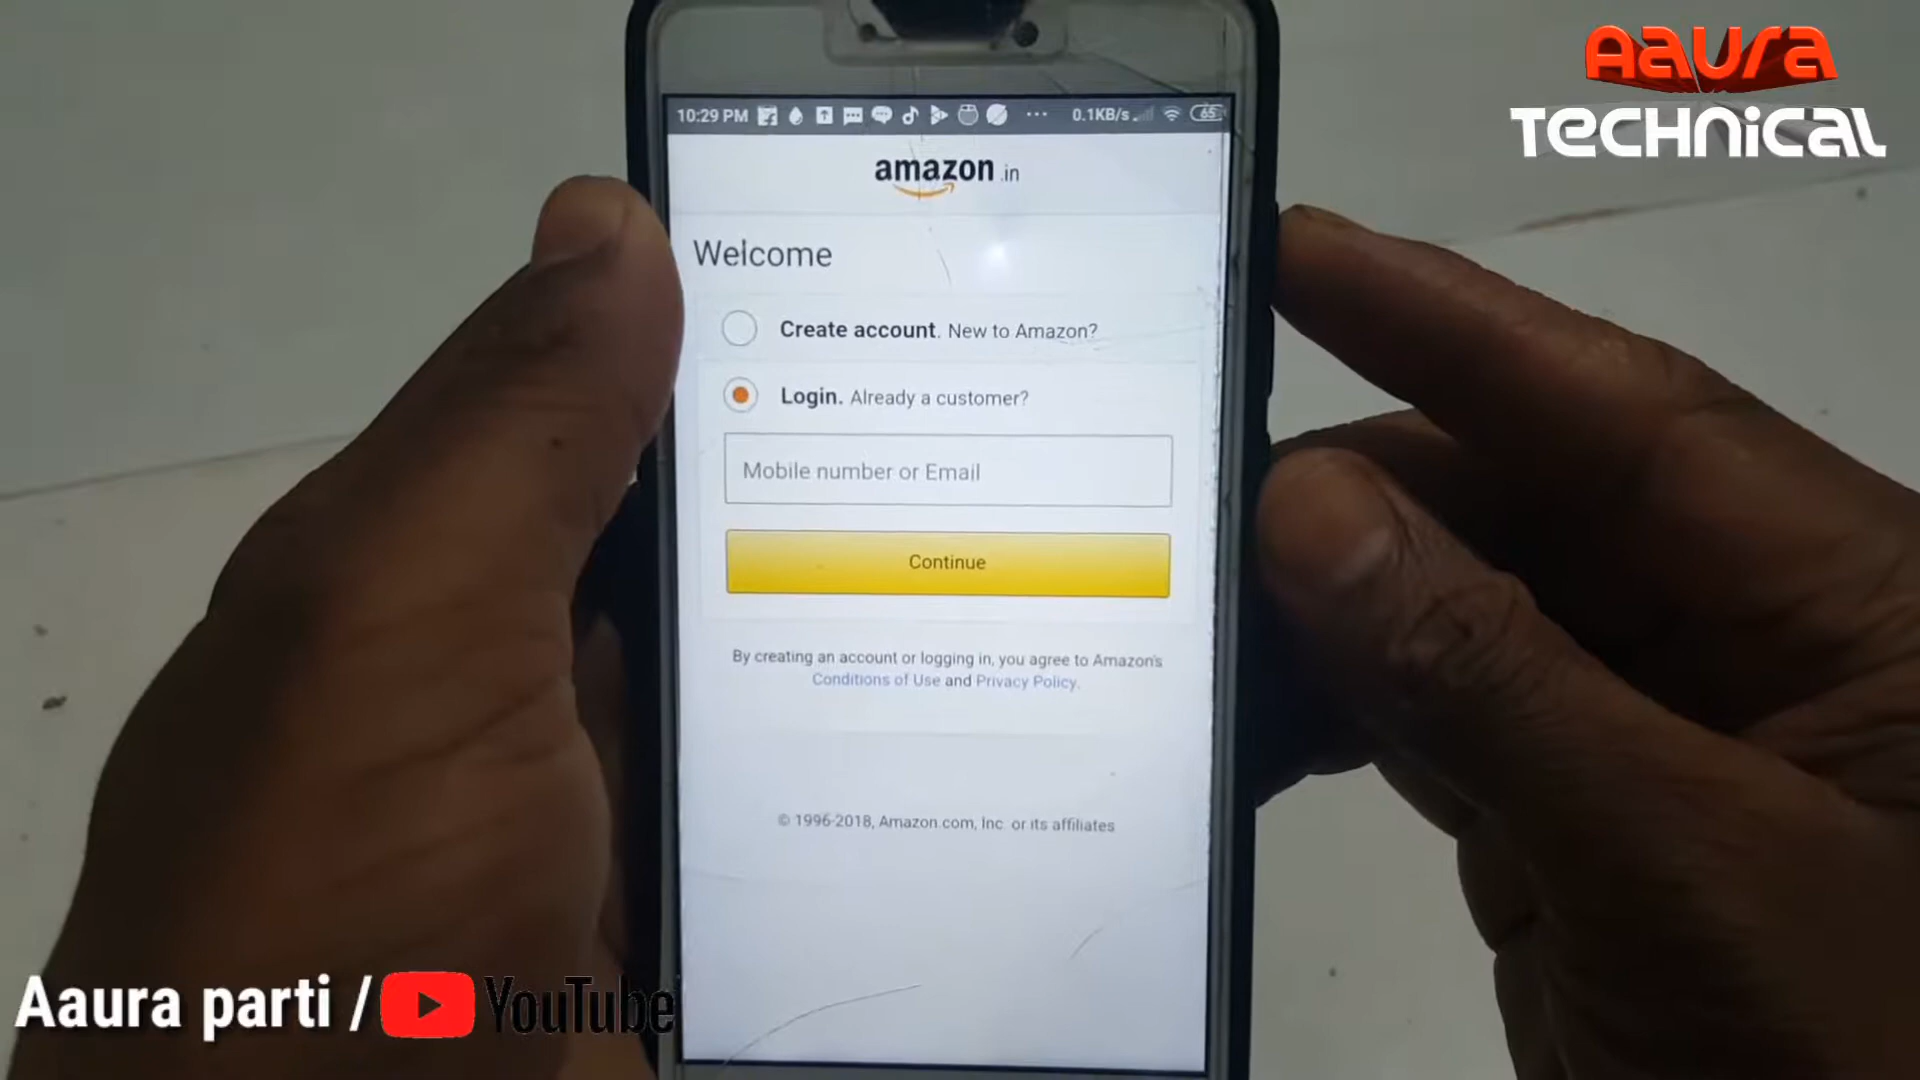 Aaura
Technical
10:29 PM 0.1KB/s 65
amazon.in
Welcome
Create account. New to Amazon?
Login. Already a customer?
Mobile number or Email
Continue
By creating an account or logging in, you agree to Amazon's
Conditions of Use and Privacy Policy.
© 1996-2018, Amazon.com, Inc. or its affiliates
Aaura parti / YouTube